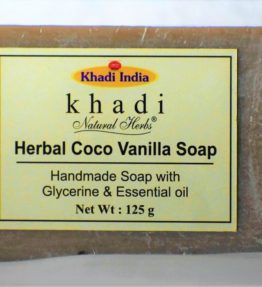 Khadi India
khadi
Natural Herbs®
Herbal Coco Vanilla Soap
Handmade Soap with
Glycerine & Essential oil
Net Wt : 125 g